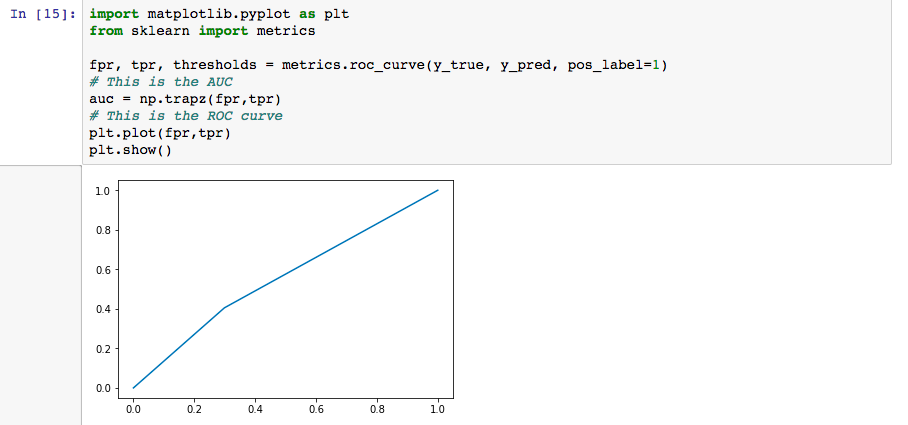 In [15]: import matplotlib.pyplot as plt
from sklearn import metrics
fpr, tpr, thresholds = metrics.roc_curve(y_true, y_pred, pos_label=1)
# This is the AUC
auc = np.trapz(fpr,tpr)
# This is the ROC curve
plt.plot(fpr,tpr)
plt.show()
1.0
0.8
0.6
0.4
0.2
0.0
0.0 0.2 0.4 0.6 0.8 1.0